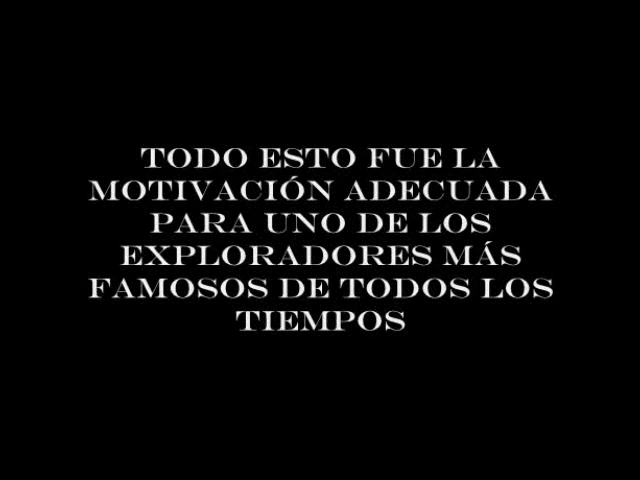 TODO ESTO FUE LA
MOTIVACIÓN ADECUADA
PARA UNO DE LOS
EXPLORADORES MÁS
FAMOSOS DE TODOS LOS
TIEMPOS